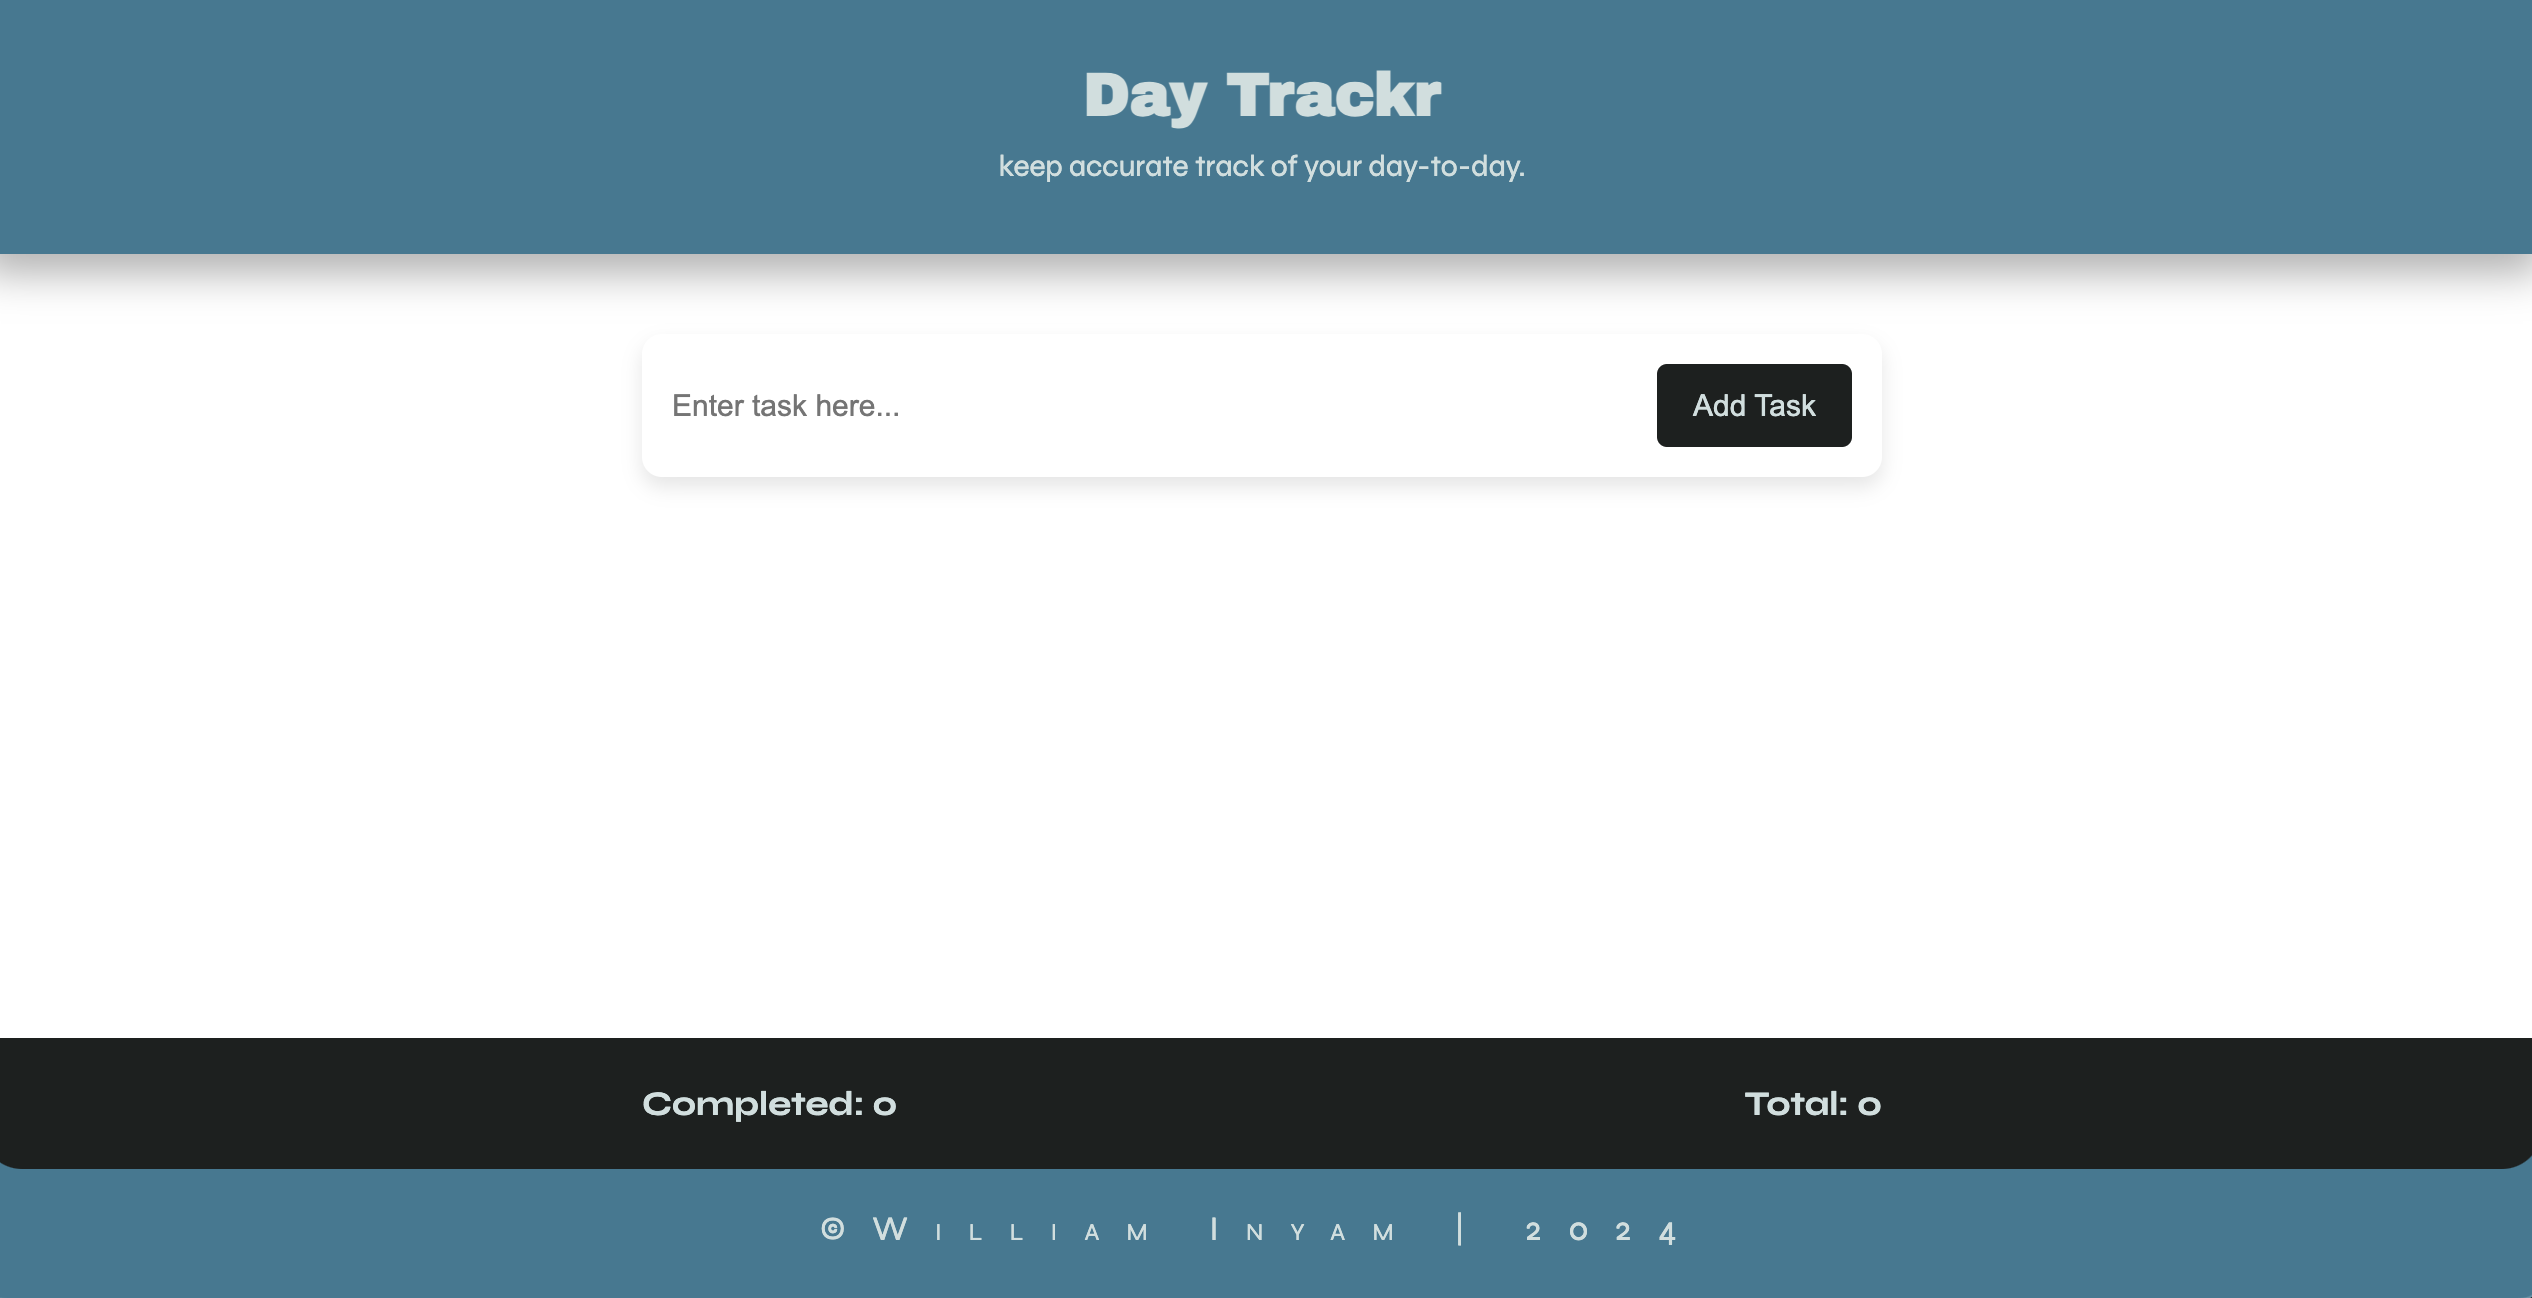 Day Trackr
keep accurate track of your day-to-day.
Enter task here...
Add Task
Completed: 0
Total: 0
© William Inyam | 2024